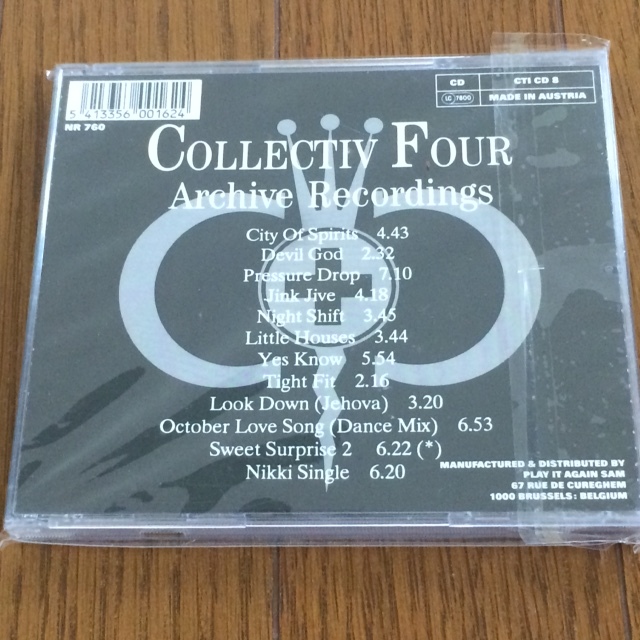 5 413356 001624
NR 760
CD CTI CD 8
LC 7800 MADE IN AUSTRIA
COLLECTIV FOUR
Archive Recordings
City Of Spirits 4.43
Devil God 2.32
Pressure Drop 7.10
Jink Jive 4.18
Night Shift 3.45
Little Houses 3.44
Yes Know 5.54
Tight Fit 2.16
Look Down (Jehova) 3.20
October Love Song (Dance Mix) 6.53
Sweet Surprise 2 6.22 (*)
Nikki Single 6.20
MANUFACTURED & DISTRIBUTED BY
PLAY IT AGAIN SAM
67 RUE DE CUREGHEM
1000 BRUSSELS: BELGIUM